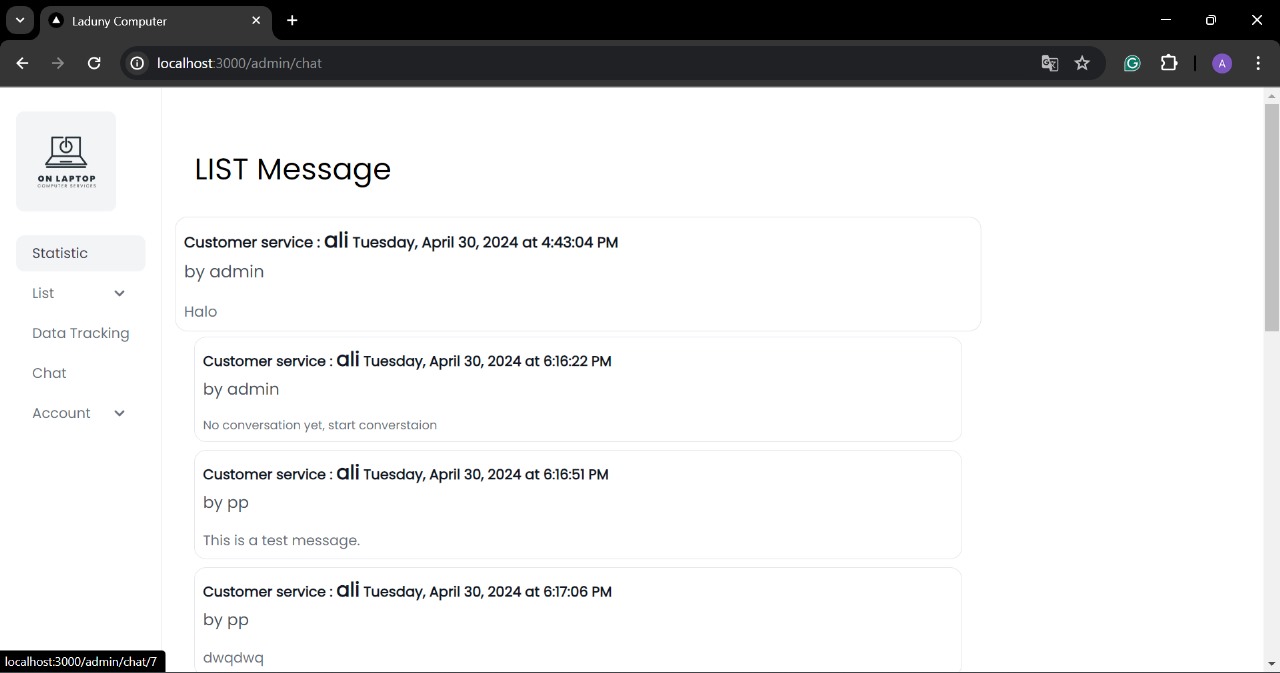 Laduny Computer
localhost:3000/admin/chat
A
ON LAPTOP
COMPUTER SERVICES
Statistic
List
Data Tracking
Chat
Account
LIST Message
Customer service : ali Tuesday, April 30, 2024 at 4:43:04 PM
by admin
Halo
Customer service : ali Tuesday, April 30, 2024 at 6:16:22 PM
by admin
No conversation yet, start converstaion
Customer service : ali Tuesday, April 30, 2024 at 6:16:51 PM
by pp
This is a test message.
Customer service : ali Tuesday, April 30, 2024 at 6:17:06 PM
by pp
dwqdwq
localhost:3000/admin/chat/7